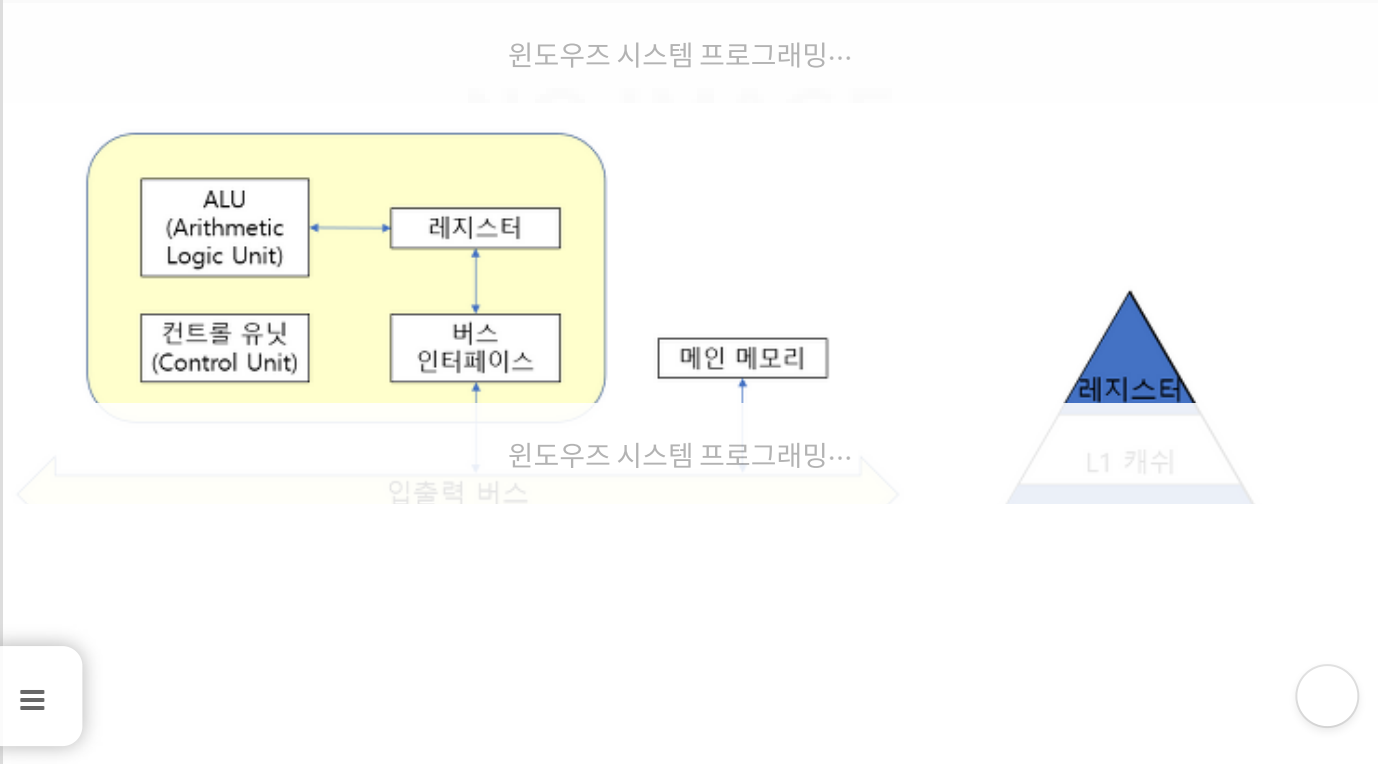 윈도우즈 시스템 프로그래밍…
ALU
(Arithmetic
Logic Unit)
레지스터
컨트롤 유닛
(Control Unit)
버스
인터페이스
메인 메모리
레지스터
윈도우즈 시스템 프로그래밍…
L1 캐쉬
입출력 버스